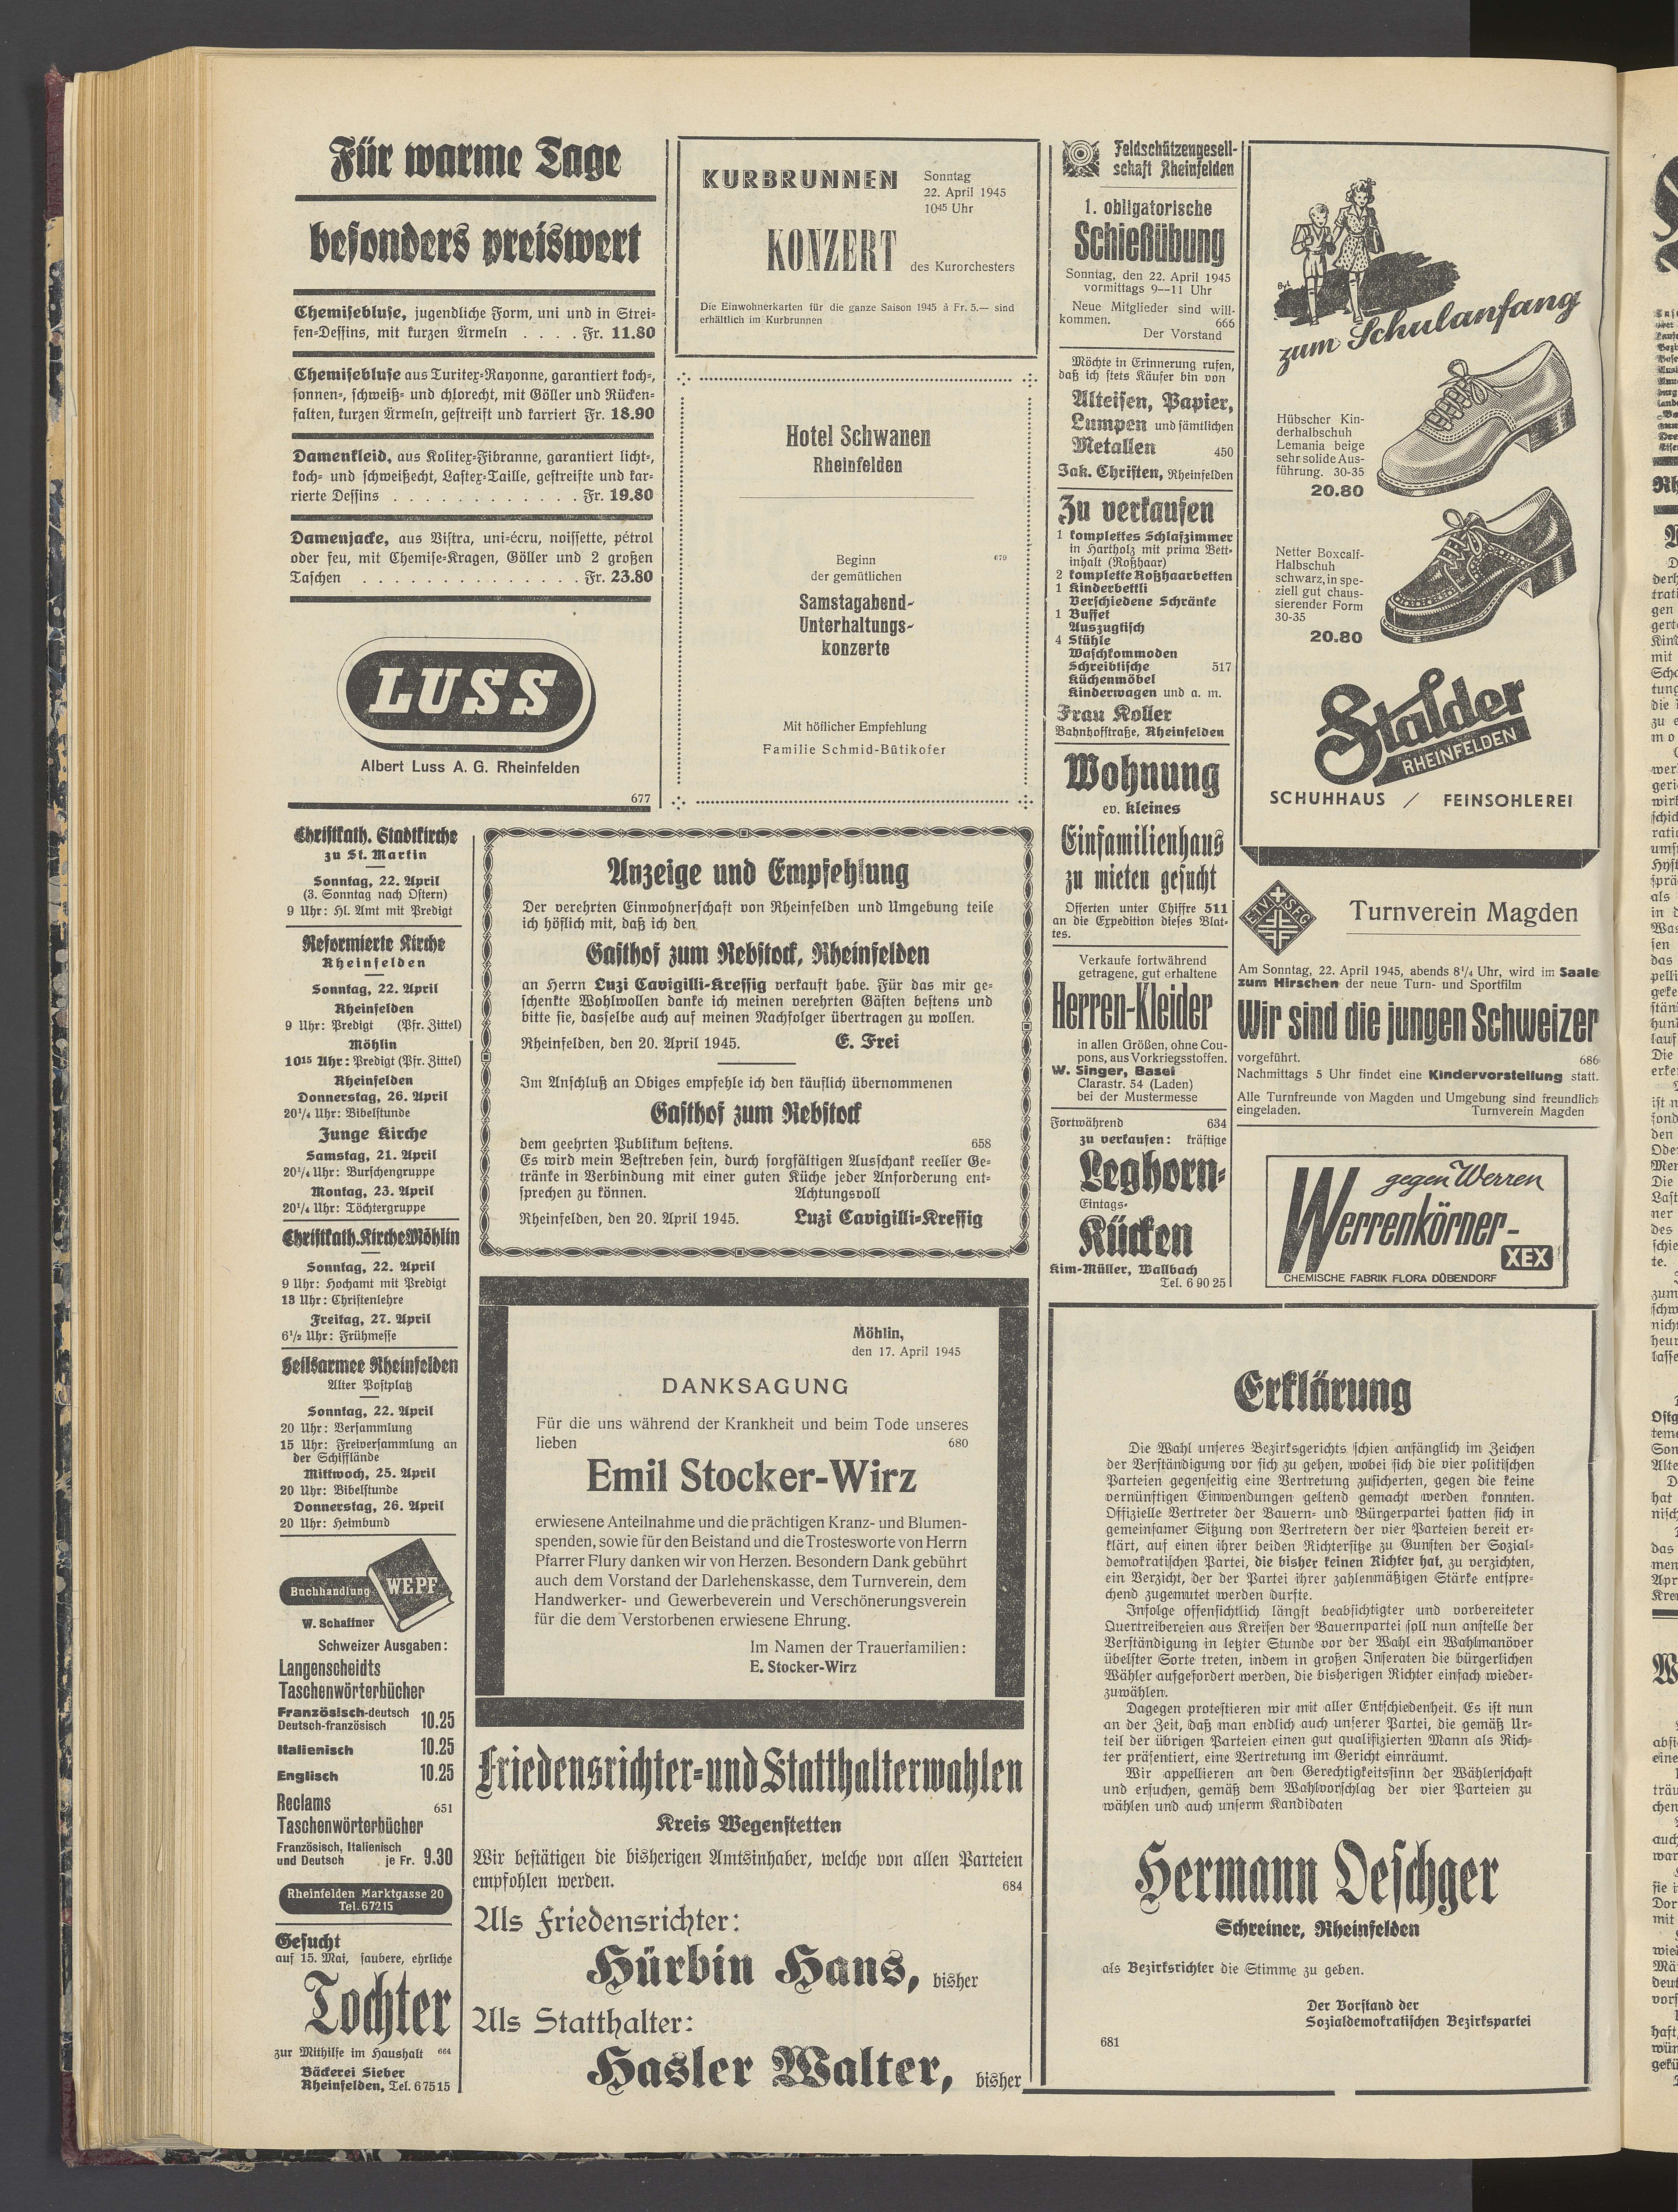 Für warme Tage
besonders preiswert
Chemisebluse, jugendliche Form, uni und in Strei-
fen-Dessins, mit kurzen Ärmeln . . . . Fr. 11.80
Chemisebluse aus Turitex-Rayonne, garantiert koch-,
sonnen-, schweiß- und chlorecht, mit Göller und Rücken-
falten, kurzen Ärmeln, gestreift und karriert Fr. 18.90
Damenkleid, aus Kolitex-Fibranne, garantiert licht-,
koch- und schweißecht, Lastex-Taille, gestreifte und kar-
rierte Dessins . . . . . . . . . . . . Fr. 19.80
Damenjacke, aus Vistra, uni-écru, noissette, pétrol
oder feu, mit Chemise-Kragen, Göller und 2 großen
Taschen . . . . . . . . . . . . . . Fr. 23.80
LUSS
Albert Luss A. G. Rheinfelden
677
KURBRUNNEN
Sonntag
22. April 1945
10⁴⁵ Uhr
KONZERT des Kurorchesters
Die Einwohnerkarten für die ganze Saison 1945 à Fr. 5.— sind
erhältlich im Kurbrunnen
Hotel Schwanen
Rheinfelden
Beginn 679
der gemütlichen
Samstagabend-
Unterhaltungs-
konzerte
Mit höflicher Empfehlung
Familie Schmid-Bütikofer
Feldschützengesell-
schaft Rheinfelden
1. obligatorische
Schießübung
Sonntag, den 22. April 1945
vormittags 9—11 Uhr
Neue Mitglieder sind will-
kommen. 666
Der Vorstand
Möchte in Erinnerung rufen,
daß ich stets Käufer bin von
Alteisen, Papier,
Lumpen und sämtlichen
Metallen 450
Jak. Christen, Rheinfelden
Zu verkaufen
1 komplettes Schlafzimmer
in Hartholz mit prima Bett-
inhalt (Roßhaar)
2 komplette Roßhaarbetten
1 Kinderbettli
Verschiedene Schränke
1 Buffet
Auszugtisch
4 Stühle
Waschkommoden
Schreibtische 517
Küchenmöbel
Kinderwagen und a. m.
Frau Koller
Bahnhofstraße, Rheinfelden
Wohnung
ev. kleines
Einfamilienhaus
zu mieten gesucht
Offerten unter Chiffre 511
an die Expedition dieses Blat-
tes.
Verkaufe fortwährend
getragene, gut erhaltene
Herren-Kleider
in allen Größen, ohne Cou-
pons, aus Vorkriegsstoffen.
W. Singer, Basel
Clarastr. 54 (Laden)
bei der Mustermesse
Fortwährend 634
zu verkaufen: kräftige
Leghorn-
Eintags-
Kücken
Kim-Müller, Wallbach
Tel. 6 90 25
zum Schulanfang
Hübscher Kin-
derhalbschuh
Lemania beige
sehr solide Aus-
führung. 30-35
20.80
Netter Boxcalf-
Halbschuh
schwarz, in spe-
ziell gut chaus-
sierender Form
30-35
20.80
Stalder
RHEINFELDEN
SCHUHHAUS / FEINSOHLEREI
Turnverein Magden
Am Sonntag, 22. April 1945, abends 8¹/₄ Uhr, wird im Saale
zum Hirschen der neue Turn- und Sportfilm
Wir sind die jungen Schweizer
vorgeführt. 686
Nachmittags 5 Uhr findet eine Kindervorstellung statt.
Alle Turnfreunde von Magden und Umgebung sind freundlich
eingeladen. Turnverein Magden
gegen Werren
Werrenkörner-
XEX
CHEMISCHE FABRIK FLORA DÜBENDORF
Christkath. Stadtkirche
zu St. Martin
Sonntag, 22. April
(3. Sonntag nach Ostern)
9 Uhr: Hl. Amt mit Predigt
Reformierte Kirche
Rheinfelden
Sonntag, 22. April
Rheinfelden
9 Uhr: Predigt (Pfr. Zittel)
Möhlin
10¹⁵ Uhr: Predigt (Pfr. Zittel)
Rheinfelden
Donnerstag, 26. April
20¹/₄ Uhr: Bibelstunde
Junge Kirche
Samstag, 21. April
20¹/₄ Uhr: Burschengruppe
Montag, 23. April
20¹/₄ Uhr: Töchtergruppe
Christkath. Kirche Möhlin
Sonntag, 22. April
9 Uhr: Hochamt mit Predigt
13 Uhr: Christenlehre
Freitag, 27. April
6¹/₂ Uhr: Frühmesse
Heilsarmee Rheinfelden
Alter Postplatz
Sonntag, 22. April
20 Uhr: Versammlung
15 Uhr: Freiversammlung an
der Schifflände
Mittwoch, 25. April
20 Uhr: Bibelstunde
Donnerstag, 26. April
20 Uhr: Heimbund
Buchhandlung WEPF
W. Schaffner
Schweizer Ausgaben:
Langenscheidts
Taschenwörterbücher
Französisch-deutsch
Deutsch-französisch 10.25
Italienisch 10.25
Englisch 10.25
Reclams 651
Taschenwörterbücher
Französisch, Italienisch
und Deutsch je Fr. 9.30
Rheinfelden Marktgasse 20
Tel. 67215
Gesucht
auf 15. Mai, saubere, ehrliche
Tochter
zur Mithilfe im Haushalt 664
Bäckerei Sieber
Rheinfelden, Tel. 67515
Anzeige und Empfehlung
Der verehrten Einwohnerschaft von Rheinfelden und Umgebung teile
ich höflich mit, daß ich den
Gasthof zum Rebstock, Rheinfelden
an Herrn Luzi Cavigilli-Kressig verkauft habe. Für das mir ge-
schenkte Wohlwollen danke ich meinen verehrten Gästen bestens und
bitte sie, dasselbe auch auf meinen Nachfolger übertragen zu wollen.
Rheinfelden, den 20. April 1945. E. Frei
Im Anschluß an Obiges empfehle ich den käuflich übernommenen
Gasthof zum Rebstock
dem geehrten Publikum bestens. 658
Es wird mein Bestreben sein, durch sorgfältigen Ausschank reeller Ge-
tränke in Verbindung mit einer guten Küche jeder Anforderung ent-
sprechen zu können. Achtungsvoll
Rheinfelden, den 20. April 1945. Luzi Cavigilli-Kressig
Möhlin,
den 17. April 1945
DANKSAGUNG
Für die uns während der Krankheit und beim Tode unseres
lieben 680
Emil Stocker-Wirz
erwiesene Anteilnahme und die prächtigen Kranz- und Blumen-
spenden, sowie für den Beistand und die Trostesworte von Herrn
Pfarrer Flury danken wir von Herzen. Besondern Dank gebührt
auch dem Vorstand der Darlehenskasse, dem Turnverein, dem
Handwerker- und Gewerbeverein und Verschönerungsverein
für die dem Verstorbenen erwiesene Ehrung.
Im Namen der Trauerfamilien:
E. Stocker-Wirz
Friedensrichter- und Statthalterwahlen
Kreis Wegenstetten
Wir bestätigen die bisherigen Amtsinhaber, welche von allen Parteien
empfohlen werden. 684
Als Friedensrichter:
Hürbin Hans, bisher
Als Statthalter:
Hasler Walter, bisher
Erklärung
Die Wahl unseres Bezirksgerichts schien anfänglich im Zeichen
der Verständigung vor sich zu gehen, wobei sich die vier politischen
Parteien gegenseitig eine Vertretung zusicherten, gegen die keine
vernünftigen Einwendungen geltend gemacht werden konnten.
Offizielle Vertreter der Bauern- und Bürgerpartei hatten sich in
gemeinsamer Sitzung von Vertretern der vier Parteien bereit er-
klärt, auf einen ihrer beiden Richtersitze zu Gunsten der Sozial-
demokratischen Partei, die bisher keinen Richter hat, zu verzichten,
ein Verzicht, der der Partei ihrer zahlenmäßigen Stärke entspre-
chend zugemutet werden durfte.
Infolge offensichtlich längst beabsichtigter und vorbereiteter
Quertreibereien aus Kreisen der Bauernpartei soll nun anstelle der
Verständigung in letzter Stunde vor der Wahl ein Wahlmanöver
übelster Sorte treten, indem in großen Inseraten die bürgerlichen
Wähler aufgefordert werden, die bisherigen Richter einfach wieder-
zuwählen.
Dagegen protestieren wir mit aller Entschiedenheit. Es ist nun
an der Zeit, daß man endlich auch unserer Partei, die gemäß Ur-
teil der übrigen Parteien einen gut qualifizierten Mann als Rich-
ter präsentiert, eine Vertretung im Gericht einräumt.
Wir appellieren an den Gerechtigkeitssinn der Wählerschaft
und ersuchen, gemäß dem Wahlvorschlag der vier Parteien zu
wählen und auch unserm Kandidaten
Hermann Oeschger
Schreiner, Rheinfelden
als Bezirksrichter die Stimme zu geben.
Der Vorstand der
Sozialdemokratischen Bezirkspartei
681